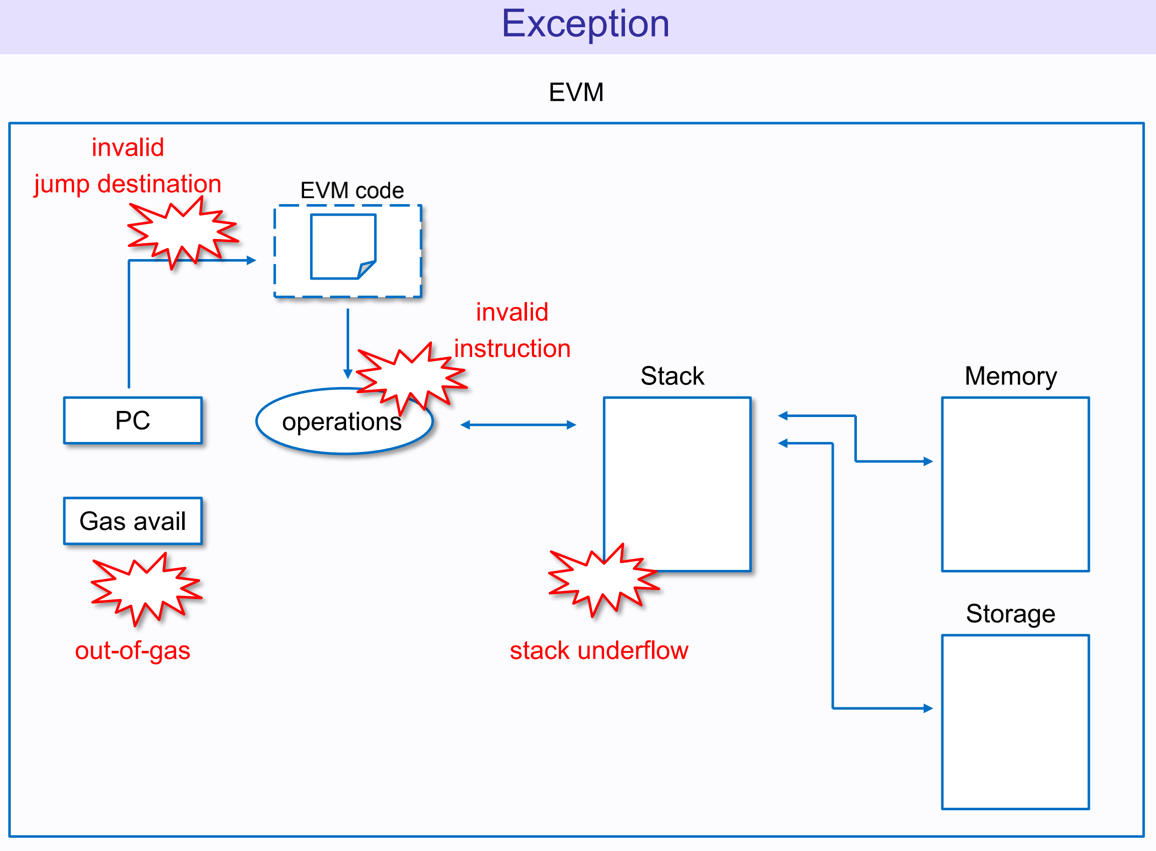 Exception
EVM
invalid
jump destination
EVM code
invalid
instruction
Stack
Memory
PC
operations
Gas avail
out-of-gas
stack underflow
Storage